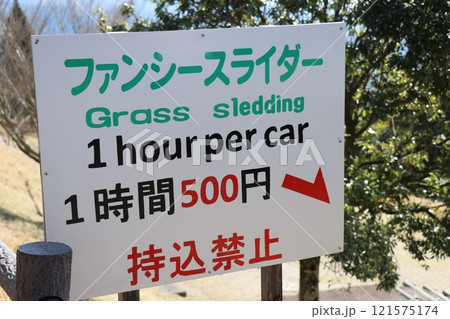 ファンシースライダー
Grass sledding
1 hour per car
1時間500円
持込禁止
121575174